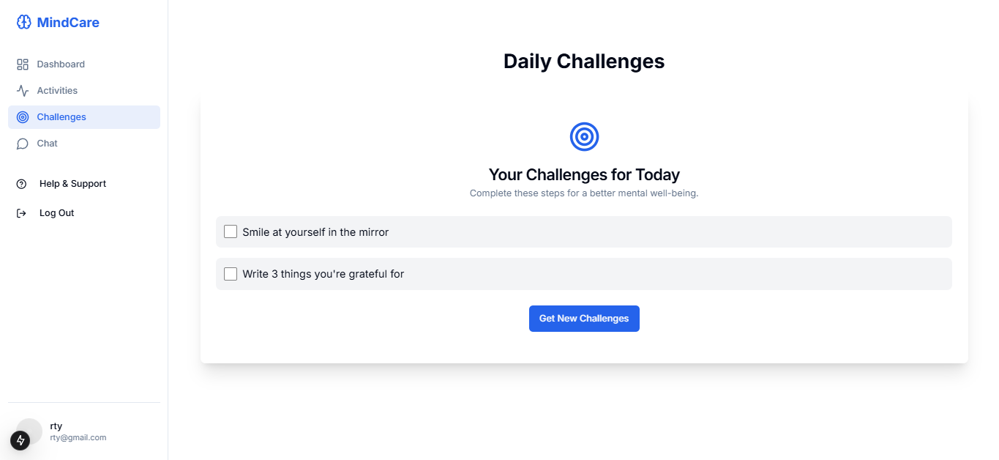 MindCare
Dashboard
Activities
Challenges
Chat
Help & Support
Log Out
rty
rty@gmail.com
Daily Challenges
Your Challenges for Today
Complete these steps for a better mental well-being.
Smile at yourself in the mirror
Write 3 things you're grateful for
Get New Challenges